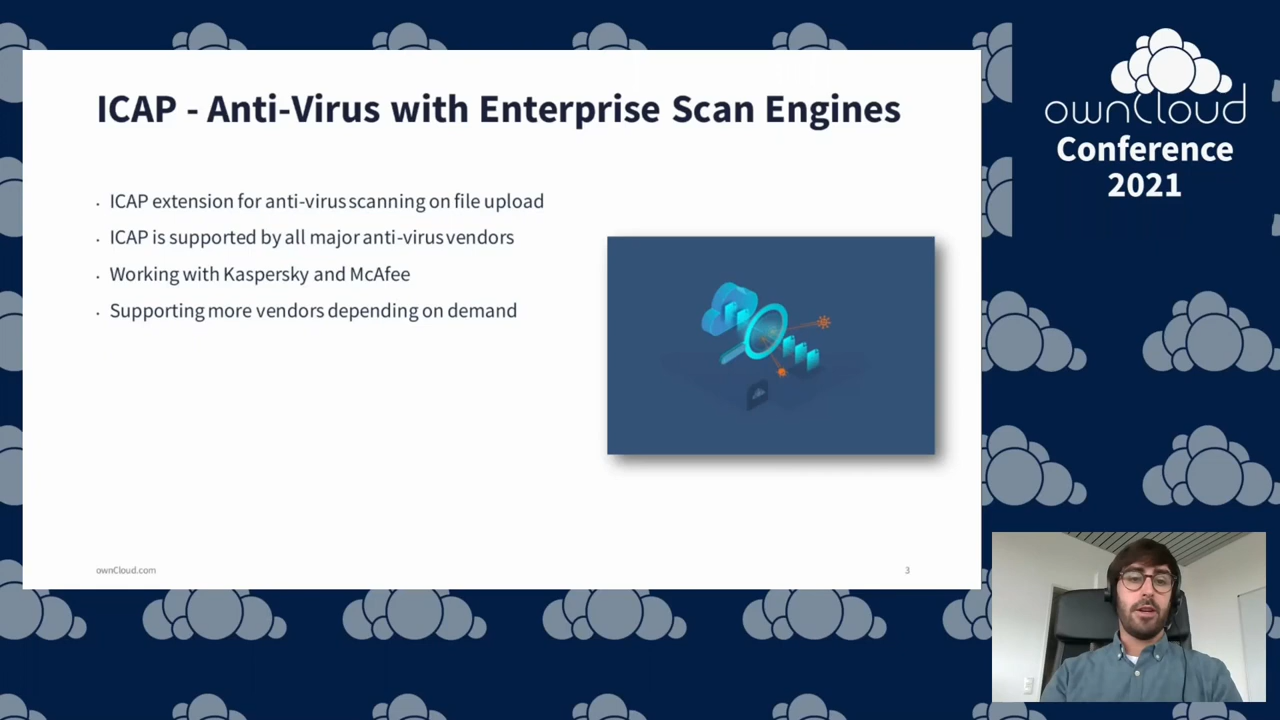 ICAP - Anti-Virus with Enterprise Scan Engines
ownCloud
Conference
2021
. ICAP extension for anti-virus scanning on file upload
. ICAP is supported by all major anti-virus vendors
. Working with Kaspersky and McAfee
. Supporting more vendors depending on demand
ownCloud.com
3